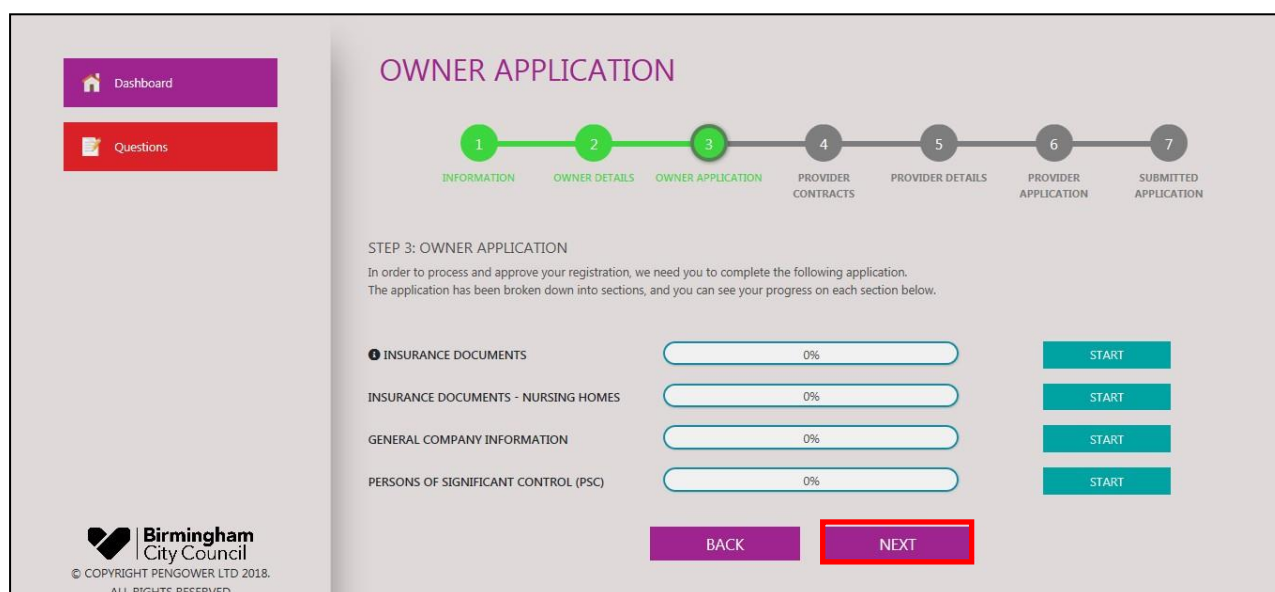 Dashboard
Questions
OWNER APPLICATION
1 2 3 4 5 6 7
INFORMATION OWNER DETAILS OWNER APPLICATION PROVIDER CONTRACTS PROVIDER DETAILS PROVIDER APPLICATION SUBMITTED APPLICATION
STEP 3: OWNER APPLICATION
In order to process and approve your registration, we need you to complete the following application.
The application has been broken down into sections, and you can see your progress on each section below.
INSURANCE DOCUMENTS 0% START
INSURANCE DOCUMENTS - NURSING HOMES 0% START
GENERAL COMPANY INFORMATION 0% START
PERSONS OF SIGNIFICANT CONTROL (PSC) 0% START
BACK NEXT
Birmingham
City Council
© COPYRIGHT PENGOWER LTD 2018.
ALL RIGHTS RESERVED